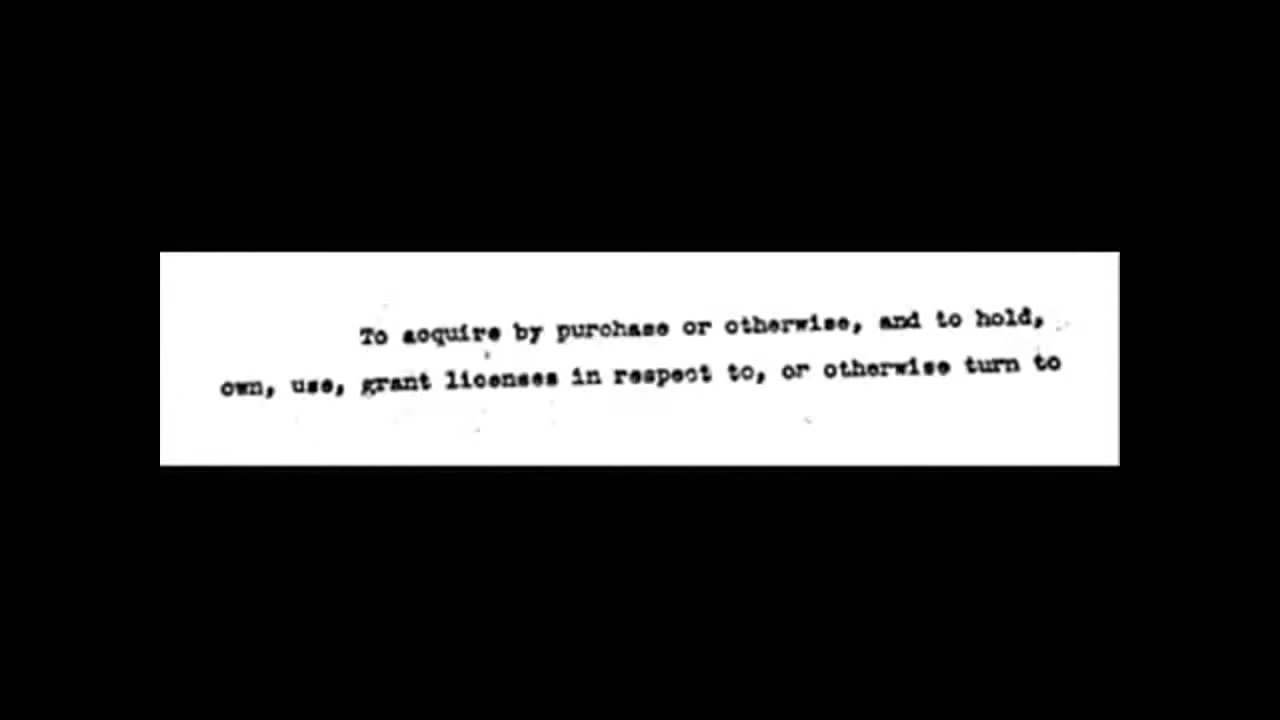 To acquire by purchase or otherwise, and to hold,
own, use, grant licenses in respect to, or otherwise turn to